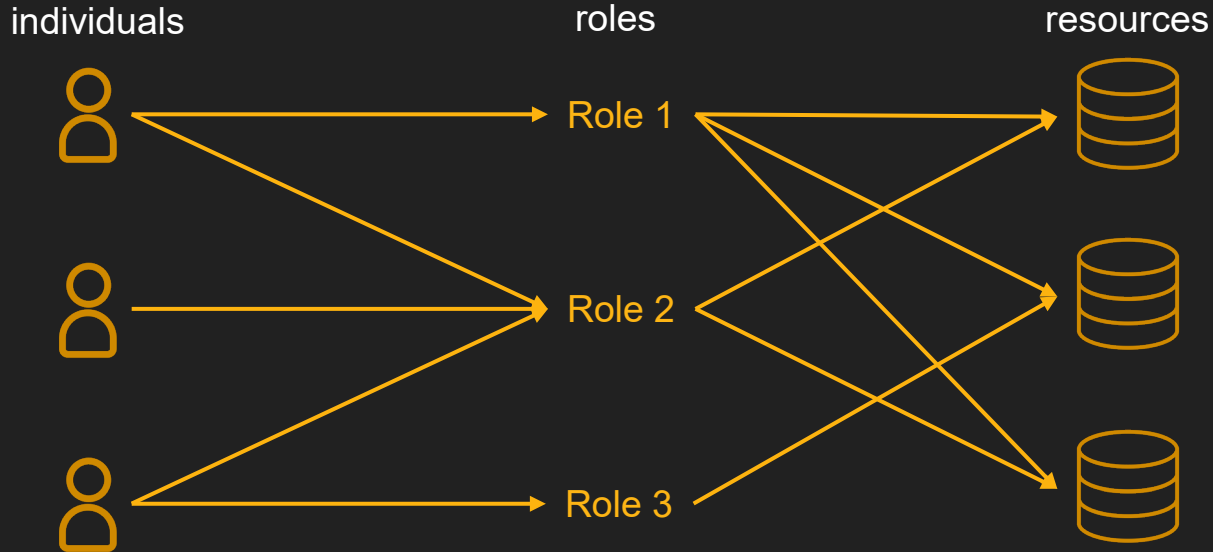 individuals
roles
resources
Role 1
Role 2
Role 3